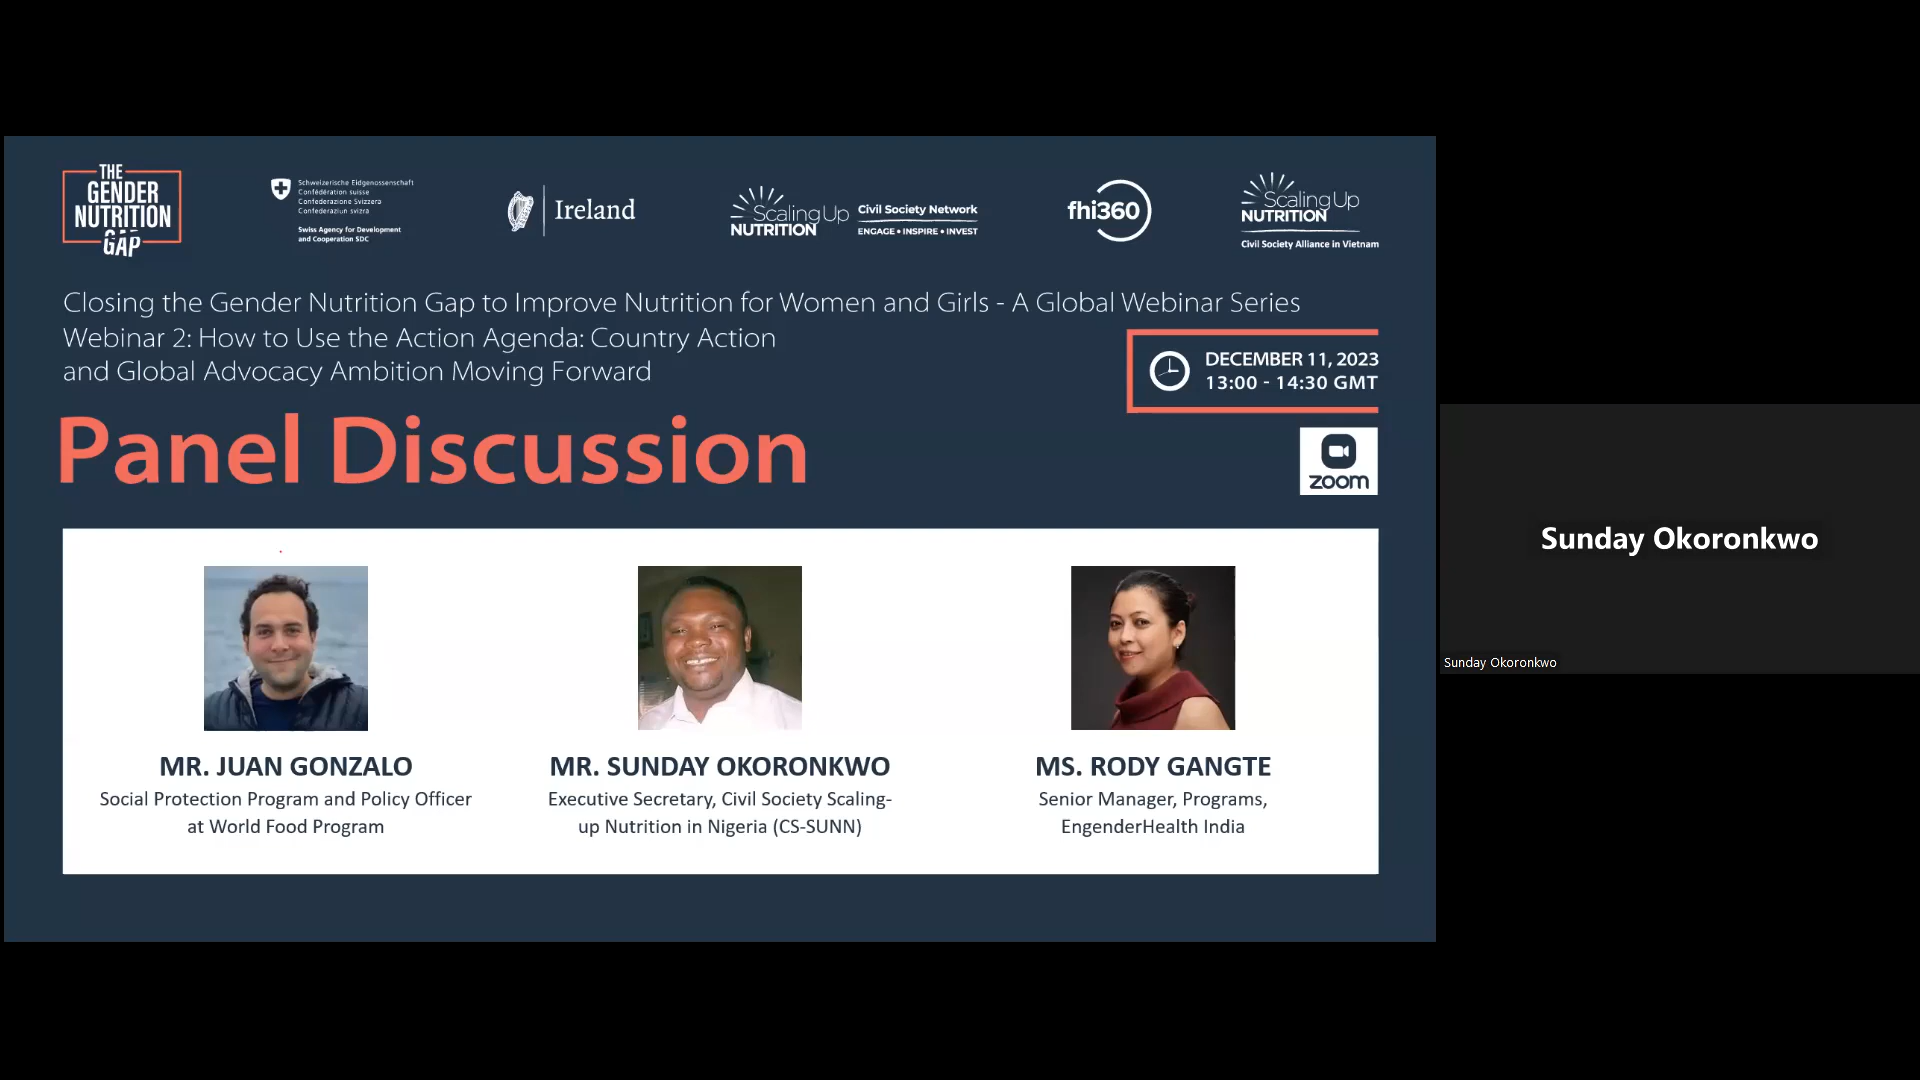 THE
GENDER
NUTRITION
GAP
Schweizerische Eidgenossenschaft
Confédération suisse
Confederazione Svizzera
Confederaziun svizra
Swiss Agency for Development
and Cooperation SDC
Ireland
Scaling Up
NUTRITION
Civil Society Network
ENGAGE • INSPIRE • INVEST
fhi360
Scaling Up
NUTRITION
Civil Society Alliance in Vietnam
Closing the Gender Nutrition Gap to Improve Nutrition for Women and Girls - A Global Webinar Series
Webinar 2: How to Use the Action Agenda: Country Action
and Global Advocacy Ambition Moving Forward
DECEMBER 11, 2023
13:00 - 14:30 GMT
Panel Discussion
zoom
MR. JUAN GONZALO
Social Protection Program and Policy Officer
at World Food Program
MR. SUNDAY OKORONKWO
Executive Secretary, Civil Society Scaling-
up Nutrition in Nigeria (CS-SUNN)
MS. RODY GANGTE
Senior Manager, Programs,
EngenderHealth India
Sunday Okoronkwo
Sunday Okoronkwo